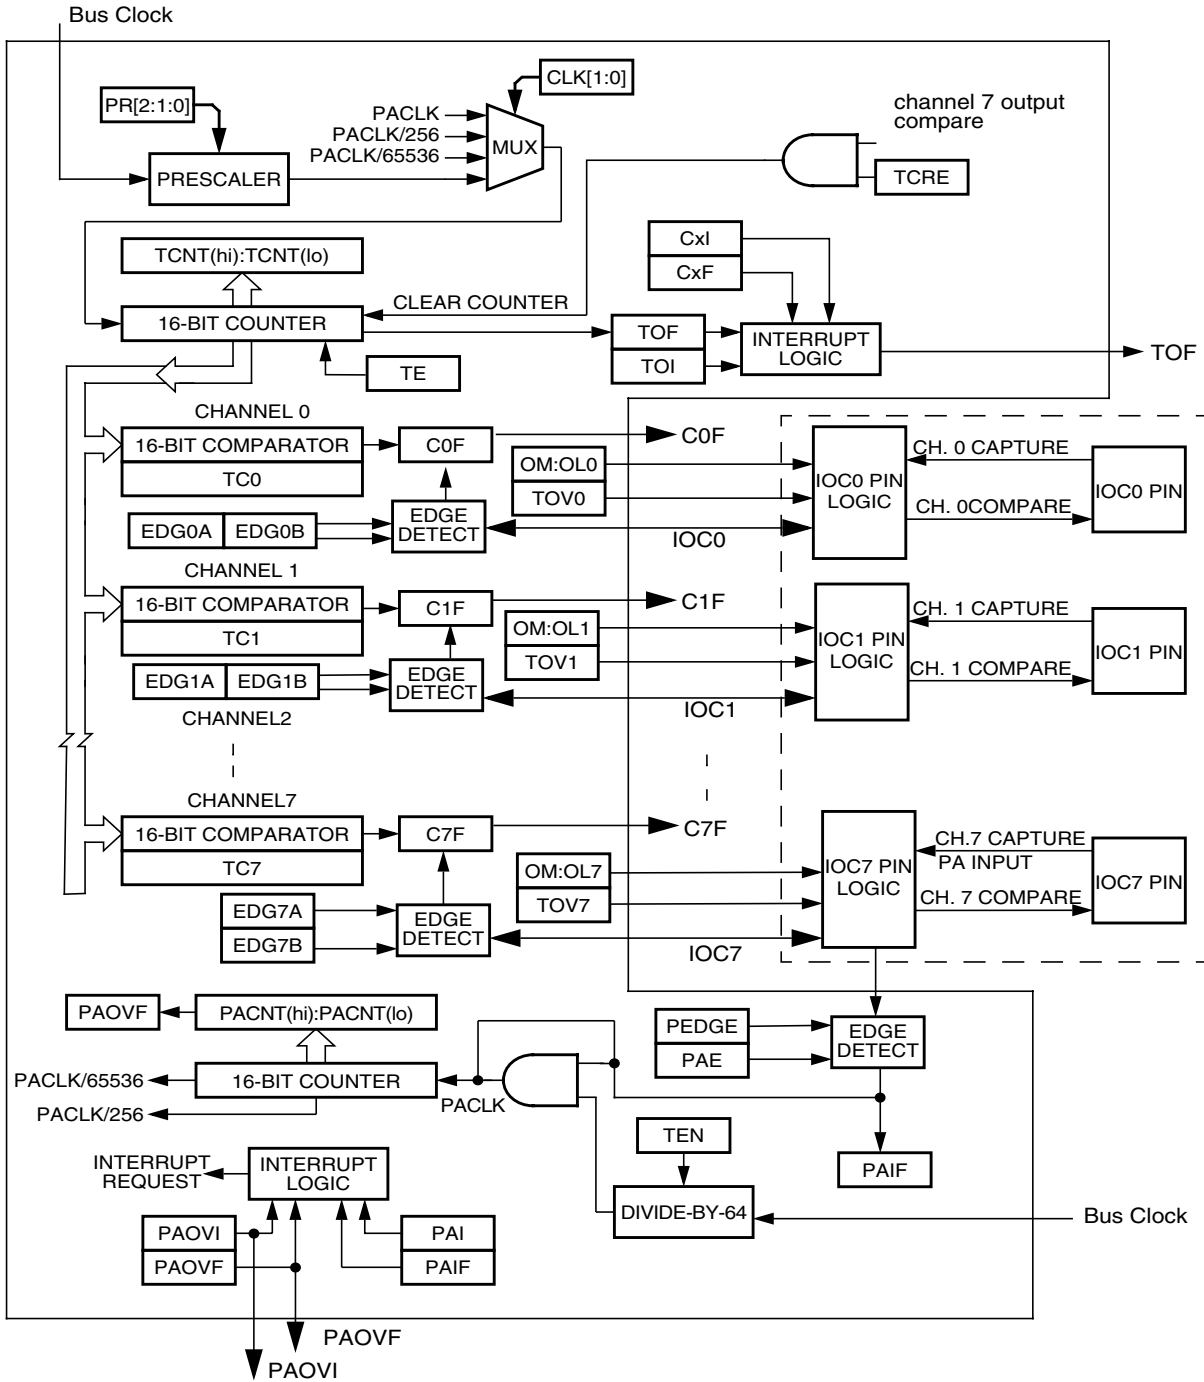 Bus Clock
CLK[1:0]
PR[2:1:0]
PACLK
PACLK/256
PACLK/65536
MUX
channel 7 output
compare
PRESCALER
TCRE
CxI
CxF
TCNT(hi):TCNT(lo)
CLEAR COUNTER
16-BIT COUNTER
TOF
TOI
INTERRUPT
LOGIC
TOF
TE
CHANNEL 0
16-BIT COMPARATOR
TC0
C0F
C0F
OM:OL0
TOV0
IOC0 PIN
LOGIC
CH. 0 CAPTURE
CH. 0COMPARE
IOC0 PIN
EDG0A
EDG0B
EDGE
DETECT
IOC0
CHANNEL 1
16-BIT COMPARATOR
TC1
C1F
C1F
OM:OL1
TOV1
IOC1 PIN
LOGIC
CH. 1 CAPTURE
CH. 1 COMPARE
IOC1 PIN
EDG1A
EDG1B
EDGE
DETECT
IOC1
CHANNEL2
CHANNEL7
16-BIT COMPARATOR
TC7
C7F
C7F
OM:OL7
TOV7
IOC7 PIN
LOGIC
CH.7 CAPTURE
PA INPUT
CH. 7 COMPARE
IOC7 PIN
EDG7A
EDG7B
EDGE
DETECT
IOC7
PAOVF
PACNT(hi):PACNT(lo)
PEDGE
PAE
EDGE
DETECT
PACLK/65536
16-BIT COUNTER
PACLK
PACLK/256
TEN
PAIF
INTERRUPT
REQUEST
INTERRUPT
LOGIC
DIVIDE-BY-64
Bus Clock
PAOVI
PAOVF
PAI
PAIF
PAOVF
PAOVI